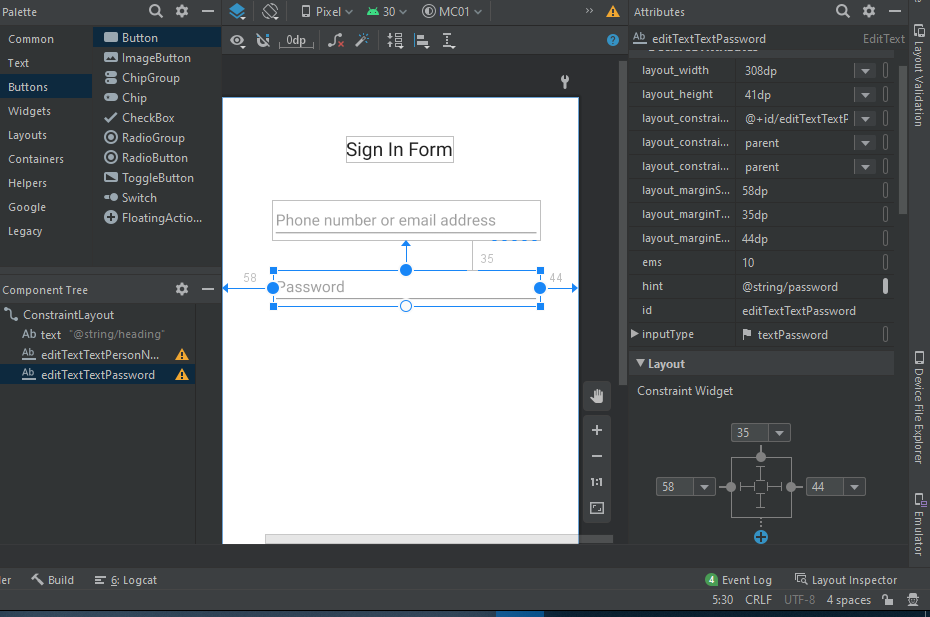 Palette
Pixel
30
MC01
Attributes
Common
Text
Buttons
Widgets
Layouts
Containers
Helpers
Google
Legacy
Button
ImageButton
ChipGroup
Chip
CheckBox
RadioGroup
RadioButton
ToggleButton
Switch
FloatingActio...
0dp
?
Component Tree
ConstraintLayout
Ab text "@string/heading"
Ab editTextTextPersonN...
Ab editTextTextPassword
Sign In Form
Phone number or email address
35
58
44
Password
1:1
Ab editTextTextPassword EditText
layout_width 308dp
layout_height 41dp
layout_constrai... @+id/editTextTextP
layout_constrai... parent
layout_constrai... parent
layout_marginS... 58dp
layout_marginT... 35dp
layout_marginE... 44dp
ems 10
hint @string/password
id editTextTextPassword
inputType textPassword
Layout
Constraint Widget
35
58
44
Layout Validation
Device File Explorer
Emulator
Build
6: Logcat
4 Event Log
Layout Inspector
5:30 CRLF UTF-8 4 spaces